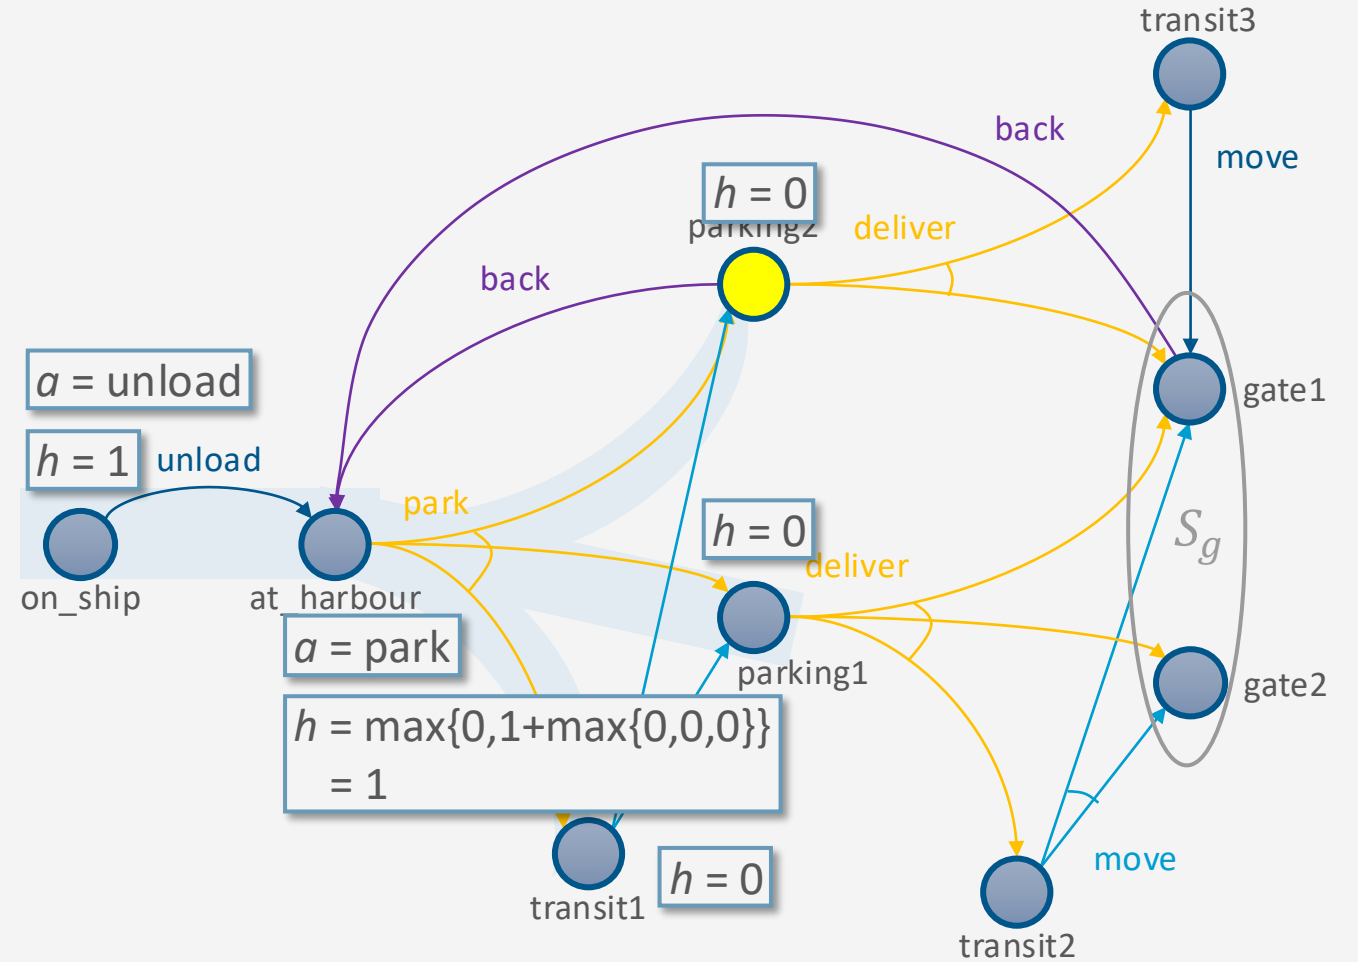 transit3
back
move
h = 0
parking2
deliver
back
a = unload
gate1
h = 1
unload
park
h = 0
S_g
deliver
on_ship
at_harbour
a = park
parking1
gate2
h = max{0,1+max{0,0,0}}
= 1
move
h = 0
transit1
transit2